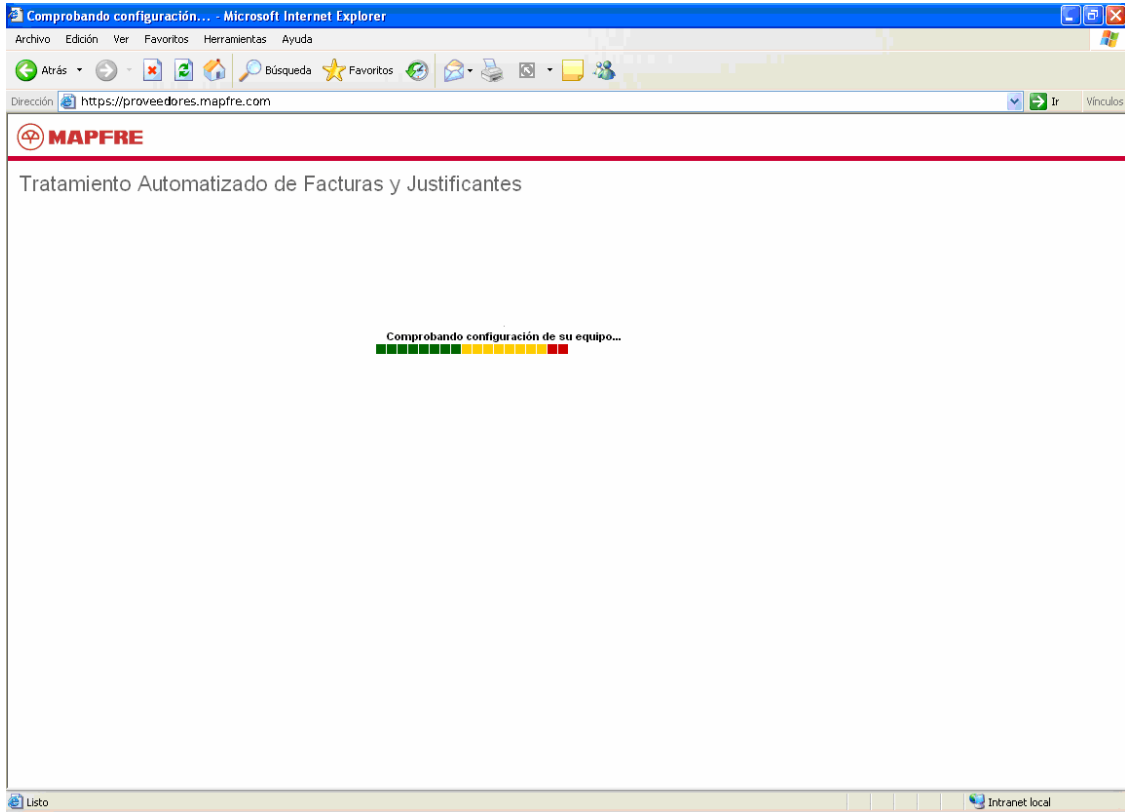 Comprobando configuración... - Microsoft Internet Explorer
Archivo Edición Ver Favoritos Herramientas Ayuda
Atrás Búsqueda Favoritos
Dirección https://proveedores.mapfre.com Ir Vínculos
MAPFRE
Tratamiento Automatizado de Facturas y Justificantes
Comprobando configuración de su equipo...
Listo Intranet local